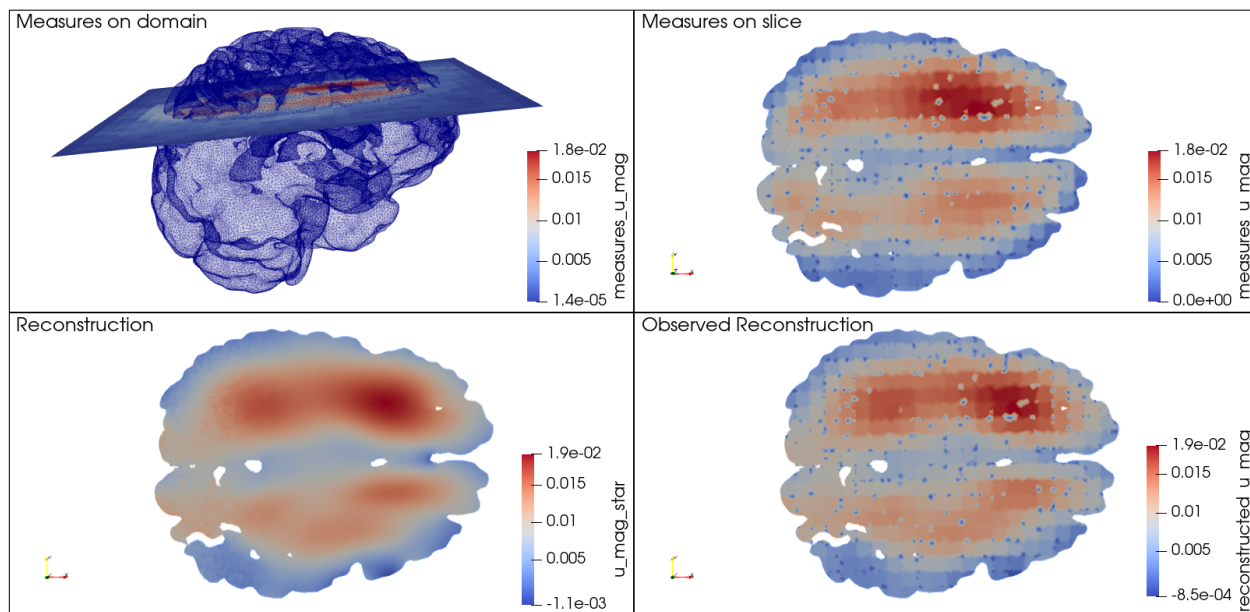 Measures on domain
1.8e-02
0.015
0.01
0.005
1.4e-05
measures_u_mag
Measures on slice
1.8e-02
0.015
0.01
0.005
0.0e+00
measures u mag
Reconstruction
1.9e-02
0.015
0.01
0.005
-1.1e-03
u_mag_star
Observed Reconstruction
1.9e-02
0.015
0.01
0.005
-8.5e-04
reconstructed u mag